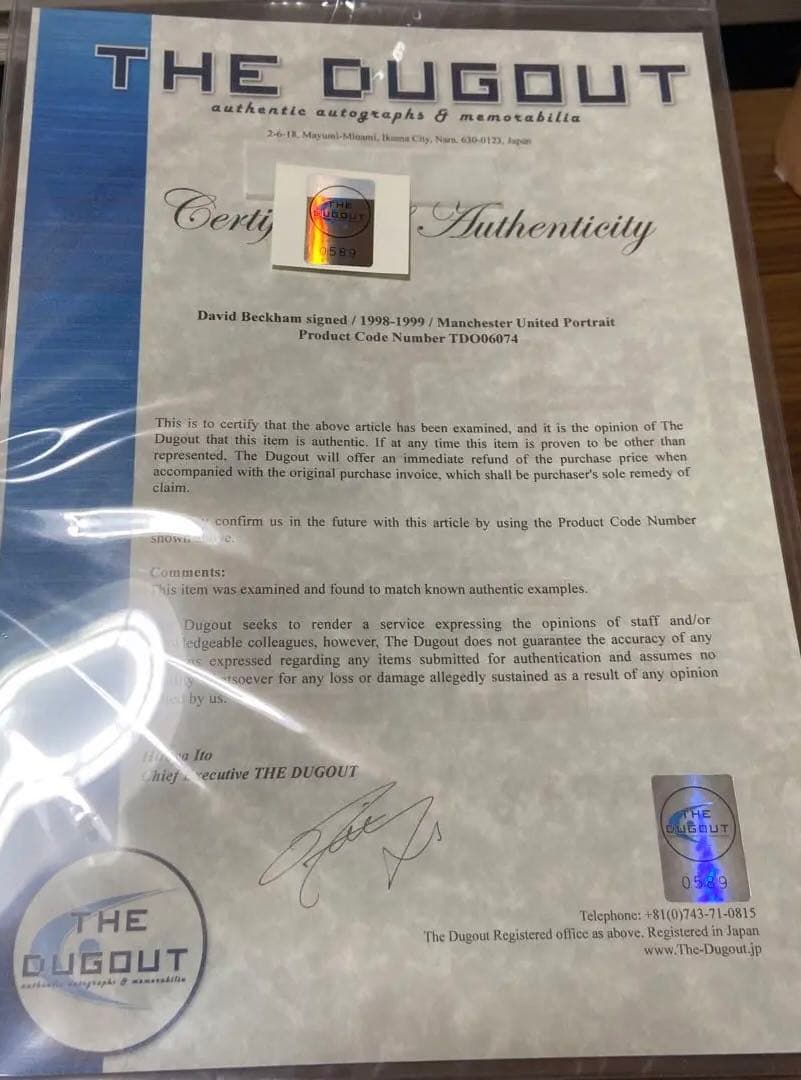 THE DUGOUT
authentic autographs & memorabilia
2-6-18, Mayumi-Minami, Ikoma City, Nara, 630-0123, Japan
THE
DUGOUT
0589
Authenticity
David Beckham signed / 1998-1999 / Manchester United Portrait
Product Code Number TDO06074
This is to certify that the above article has been examined, and it is the opinion of The
Dugout that this item is authentic. If at any time this item is proven to be other than
represented, The Dugout will offer an immediate refund of the purchase price when
accompanied with the original purchase invoice, which shall be purchaser's sole remedy of
claim.
confirm us in the future with this article by using the Product Code Number
shown
Comments:
This item was examined and found to match known authentic examples.
Dugout seeks to render a service expressing the opinions of staff and/or
colleagues, however, The Dugout does not guarantee the accuracy of any
expressed regarding any items submitted for authentication and assumes no
for any loss or damage allegedly sustained as a result of any opinion
by us.
Ito
Chief Executive THE DUGOUT
THE
DUGOUT
0589
Telephone: +81(0)743-71-0815
The Dugout Registered office as above. Registered in Japan
www.The-Dugout.jp
THE
DUGOUT
authentic autographs & memorabilia